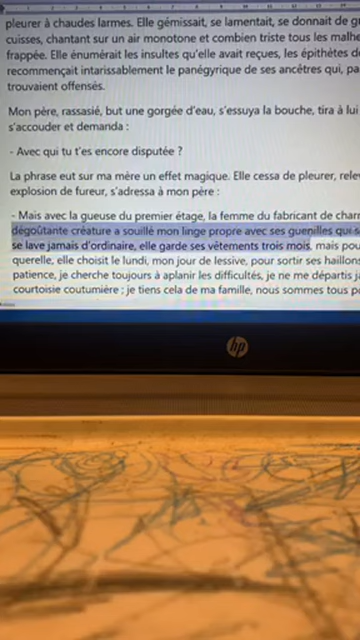 pleurer à chaudes larmes. Elle gémissait, se lamentait, se donnait de
cuisses, chantant sur un air monotone et combien triste tous les
frappée. Elle énumérait les insultes qu'elle avait reçues, les épithètes
recommençait intarissablement le panégyrique de ses ancêtres qui,
trouvaient offensés.
Mon père, rassasié, but une gorgée d'eau, s'essuya la bouche, tira à lui
s'accouder et demanda :
- Avec qui tu t'es encore disputée ?
La phrase eut sur ma mère un effet magique. Elle cessa de pleurer,
explosion de fureur, s'adressa à mon père :
- Mais avec la gueuse du premier étage, la femme du fabricant de
dégoûtante créature a souillé mon linge propre avec ses guenilles qui
se lave jamais d'ordinaire, elle garde ses vêtements trois mois, mais
querelle, elle choisit le lundi, mon jour de lessive, pour sortir ses haillons
patience, je cherche toujours à aplanir les difficultés, je ne me départis
courtoisie coutumière ; je tiens cela de ma famille, nous sommes tous
hp